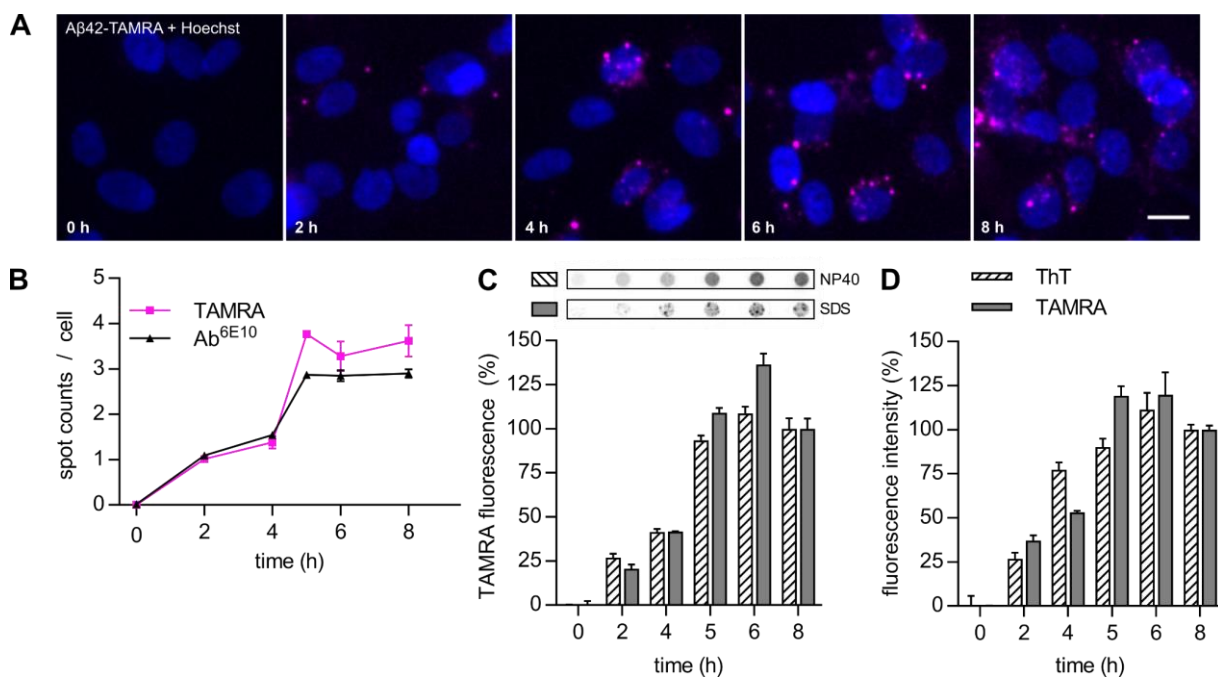 A
Aβ42-TAMRA + Hoechst
0 h
2 h
4 h
6 h
8 h
B
TAMRA
Ab6E10
spot counts / cell
5
4
3
2
1
0
0 2 4 6 8
time (h)
C
NP40
SDS
TAMRA fluorescence (%)
150
125
100
75
50
25
0
0 2 4 5 6 8
time (h)
D
ThT
TAMRA
fluorescence intensity (%)
150
125
100
75
50
25
0
0 2 4 5 6 8
time (h)